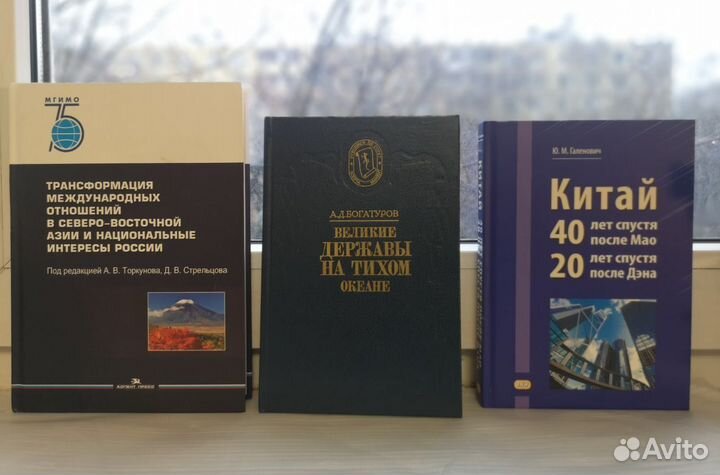 МГИМО
75
ТРАНСФОРМАЦИЯ
МЕЖДУНАРОДНЫХ
ОТНОШЕНИЙ
В СЕВЕРО-ВОСТОЧНОЙ
АЗИИ И НАЦИОНАЛЬНЫЕ
ИНТЕРЕСЫ РОССИИ
Под редакцией А. В. Торкунова, Д. В. Стрельцова
АСПЕКТ ПРЕСС
А.Д.БОГАТУРОВ
ВЕЛИКИЕ
ДЕРЖАВЫ
НА ТИХОМ
ОКЕАНЕ
Ю. М. Галенович
Китай
40 лет спустя
после Мао
20 лет спустя
после Дэна
КИТАЙ
Avito